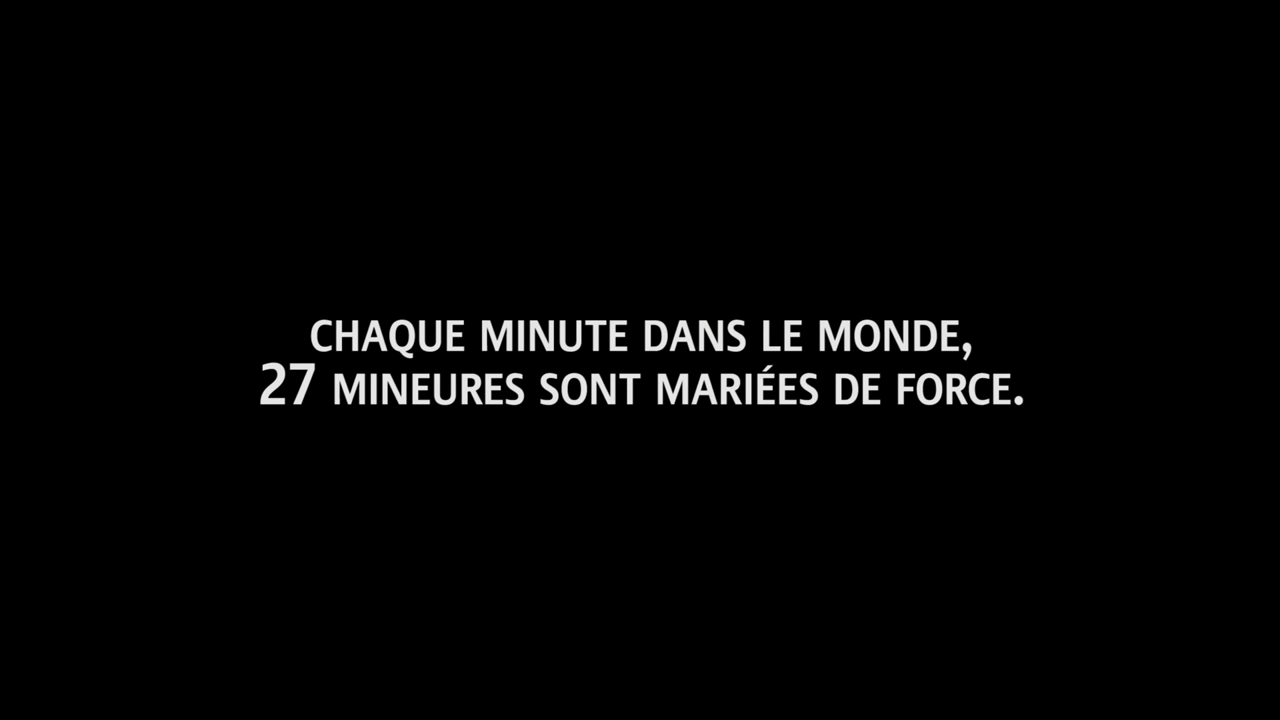 CHAQUE MINUTE DANS LE MONDE,
27 MINEURES SONT MARIÉES DE FORCE.